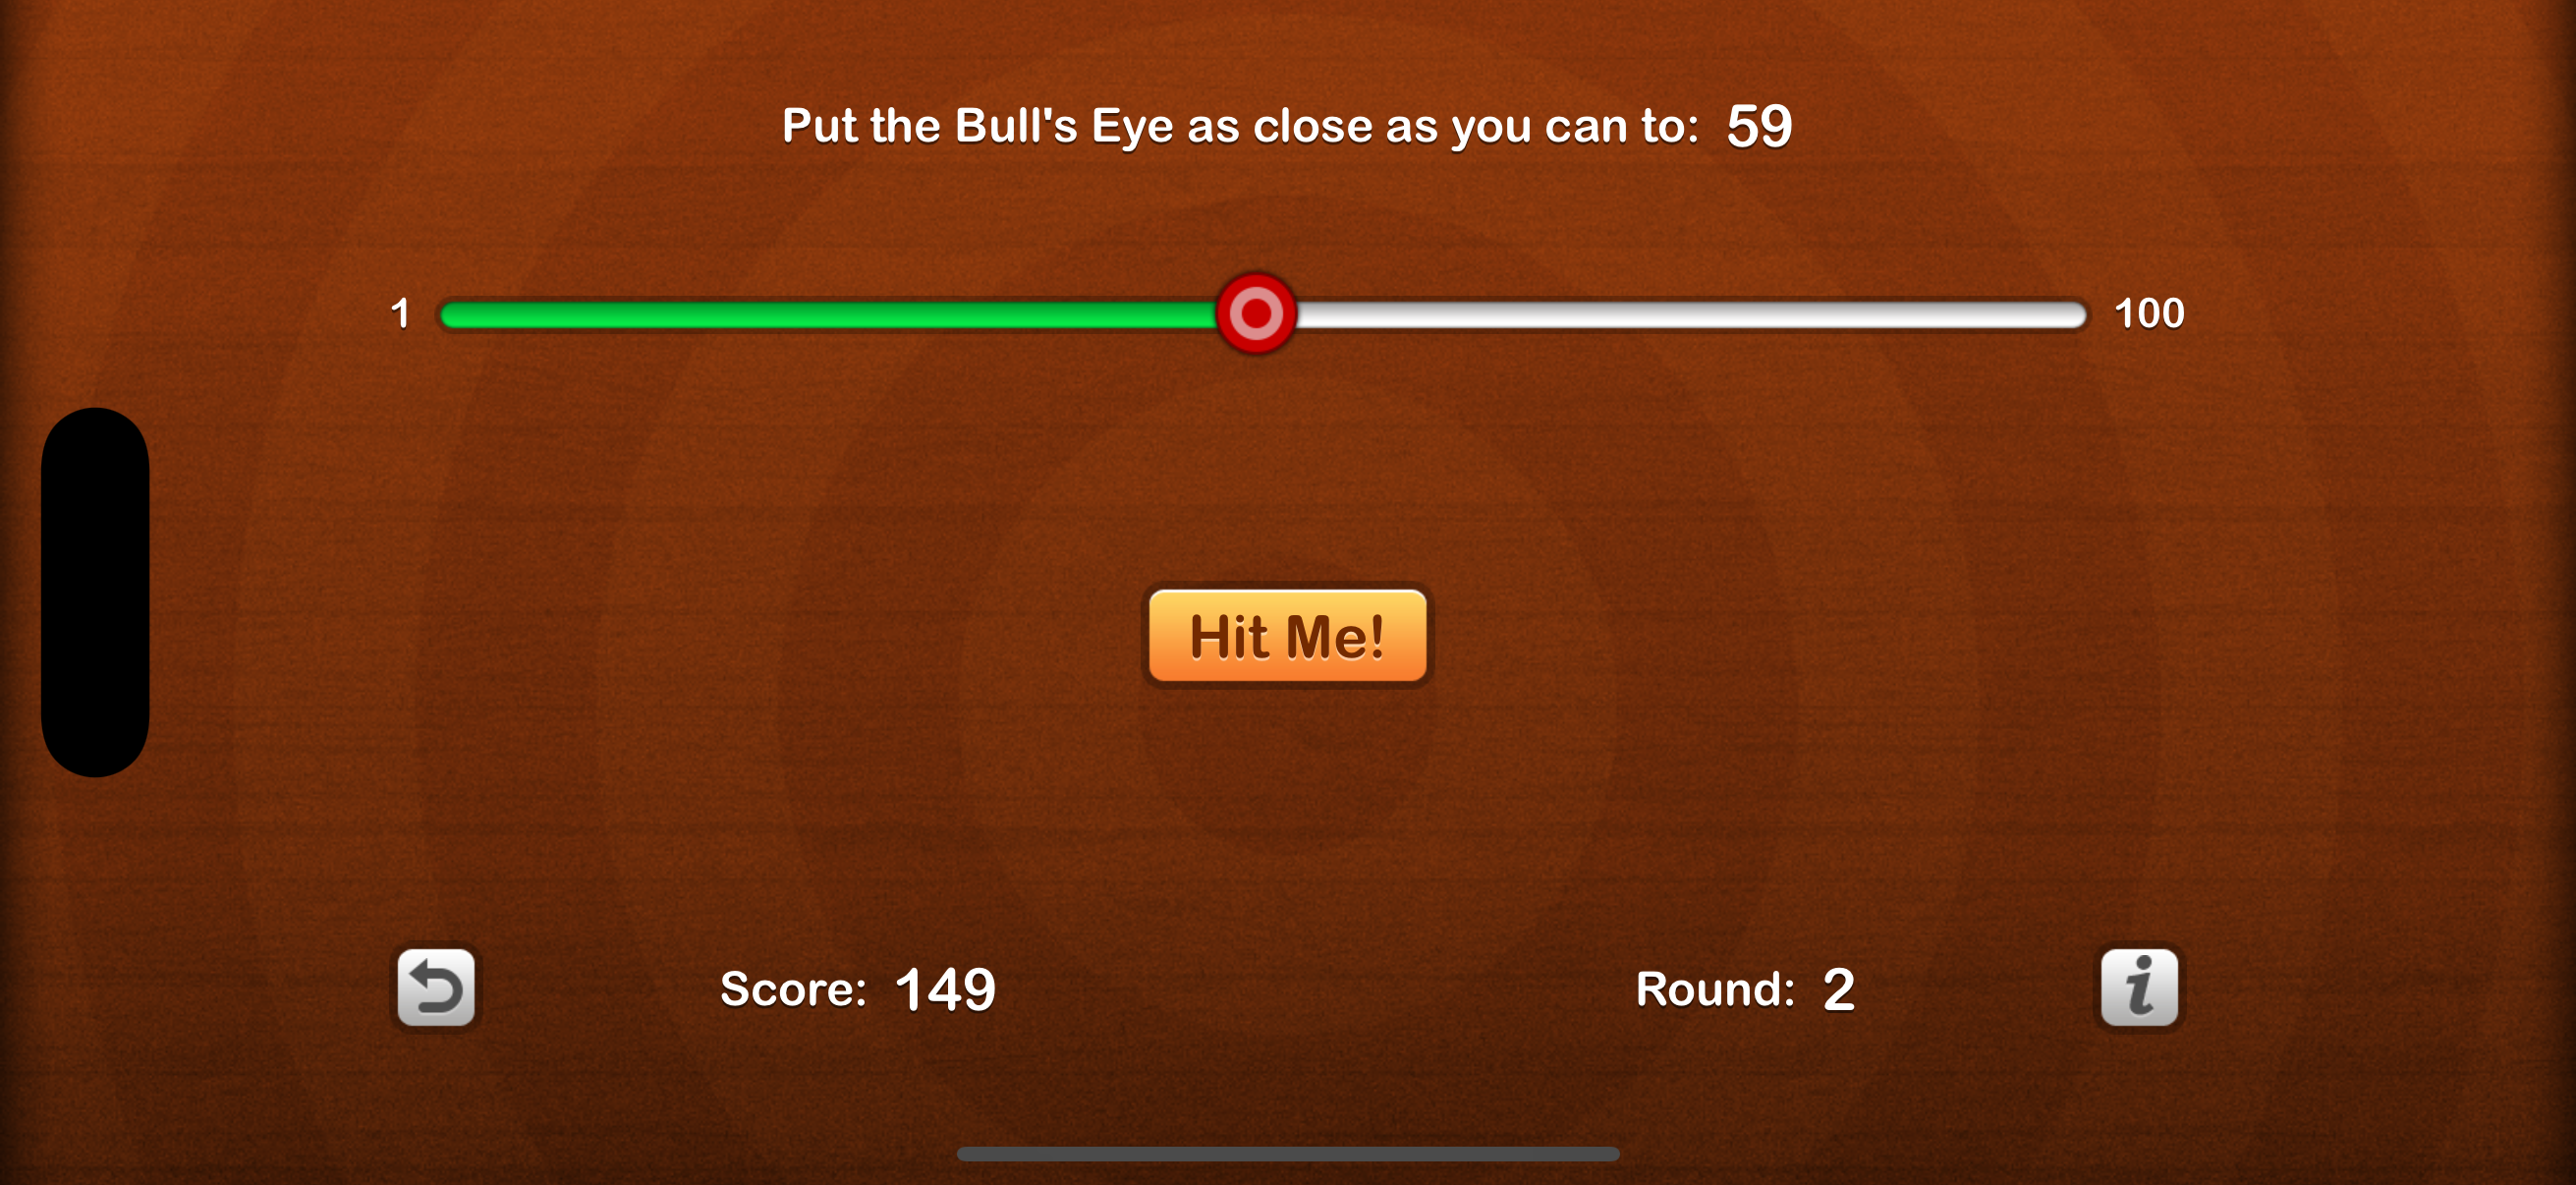 Put the Bull's Eye as close as you can to: 59
1 100
Hit Me!
Score: 149 Round: 2 i